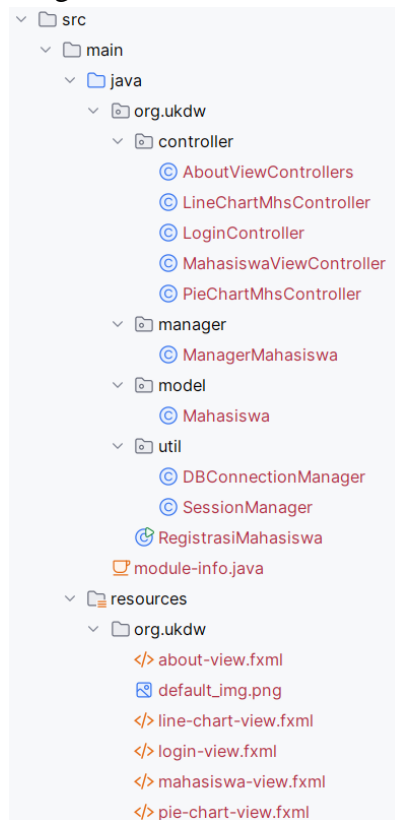 src
main
java
org.ukdw
controller
AboutViewControllers
LineChartMhsController
LoginController
MahasiswaViewController
PieChartMhsController
manager
ManagerMahasiswa
model
Mahasiswa
util
DBConnectionManager
SessionManager
RegistrasiMahasiswa
module-info.java
resources
org.ukdw
about-view.fxml
default_img.png
line-chart-view.fxml
login-view.fxml
mahasiswa-view.fxml
pie-chart-view.fxml